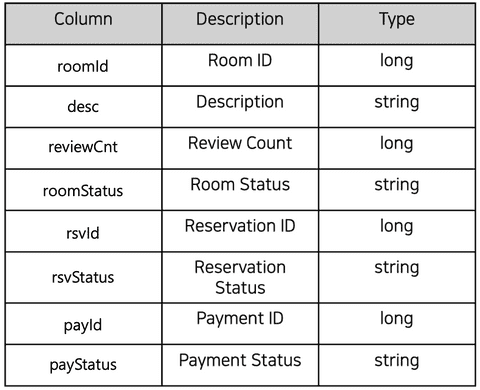 Column Description Type
roomId Room ID long
desc Description string
reviewCnt Review Count long
roomStatus Room Status string
rsvId Reservation ID long
rsvStatus Reservation Status string
payId Payment ID long
payStatus Payment Status string